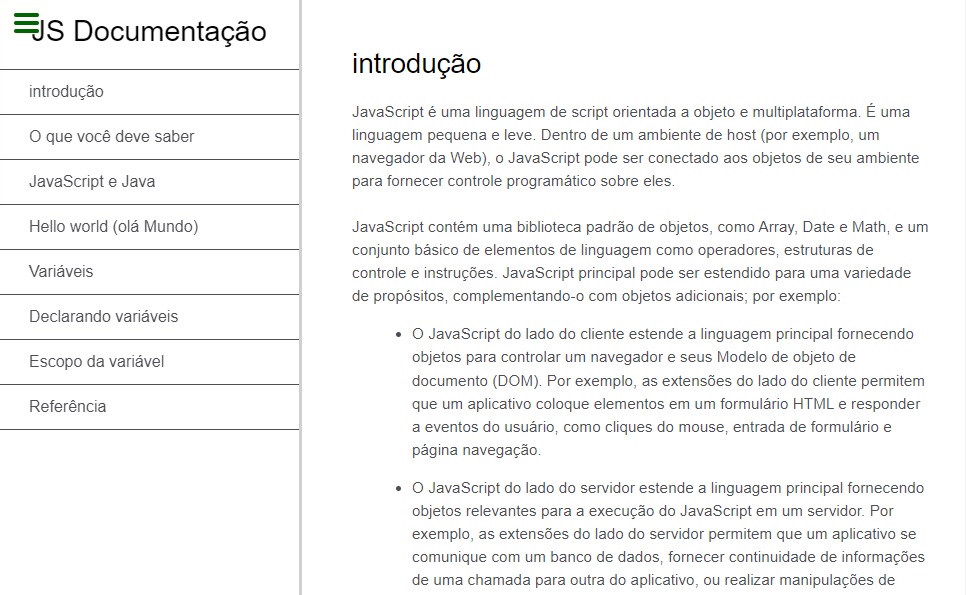 JS Documentação
introdução
O que você deve saber
JavaScript e Java
Hello world (olá Mundo)
Variáveis
Declarando variáveis
Escopo da variável
Referência
introdução
JavaScript é uma linguagem de script orientada a objeto e multiplataforma. É uma
linguagem pequena e leve. Dentro de um ambiente de host (por exemplo, um
navegador da Web), o JavaScript pode ser conectado aos objetos de seu ambiente
para fornecer controle programático sobre eles.
JavaScript contém uma biblioteca padrão de objetos, como Array, Date e Math, e um
conjunto básico de elementos de linguagem como operadores, estruturas de
controle e instruções. JavaScript principal pode ser estendido para uma variedade
de propósitos, complementando-o com objetos adicionais; por exemplo:
• O JavaScript do lado do cliente estende a linguagem principal fornecendo
objetos para controlar um navegador e seus Modelo de objeto de
documento (DOM). Por exemplo, as extensões do lado do cliente permitem
que um aplicativo coloque elementos em um formulário HTML e responder
a eventos do usuário, como cliques do mouse, entrada de formulário e
página navegação.
• O JavaScript do lado do servidor estende a linguagem principal fornecendo
objetos relevantes para a execução do JavaScript em um servidor. Por
exemplo, as extensões do lado do servidor permitem que um aplicativo se
comunique com um banco de dados, fornecer continuidade de informações
de uma chamada para outra do aplicativo, ou realizar manipulações de